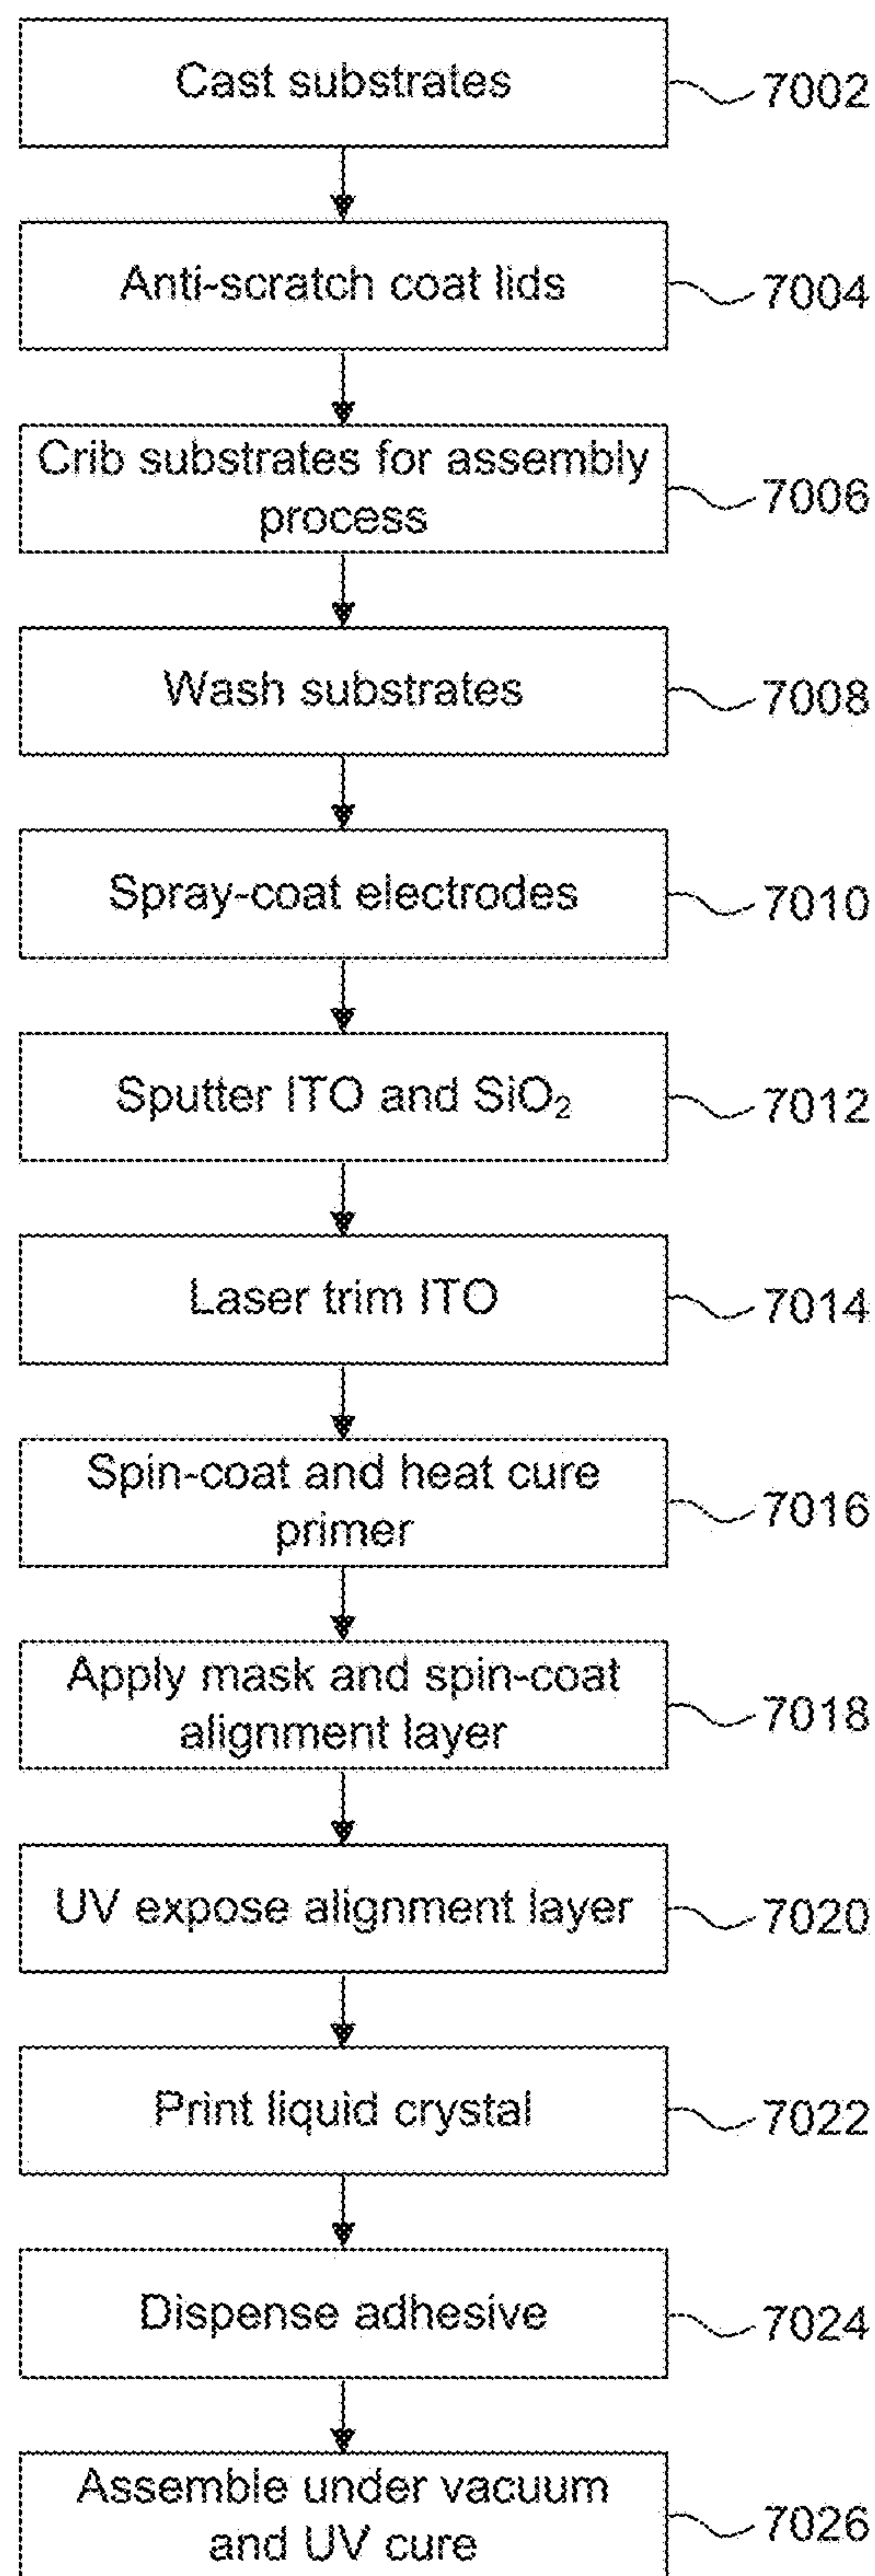 Cast substrates
7002
Anti-scratch coat lids
7004
Crib substrates for assembly
process
7006
Wash substrates
7008
Spray-coat electrodes
7010
Sputter ITO and SiO₂
7012
Laser trim ITO
7014
Spin-coat and heat cure
primer
7016
Apply mask and spin-coat
alignment layer
7018
UV expose alignment layer
7020
Print liquid crystal
7022
Dispense adhesive
7024
Assemble under vacuum
and UV cure
7026